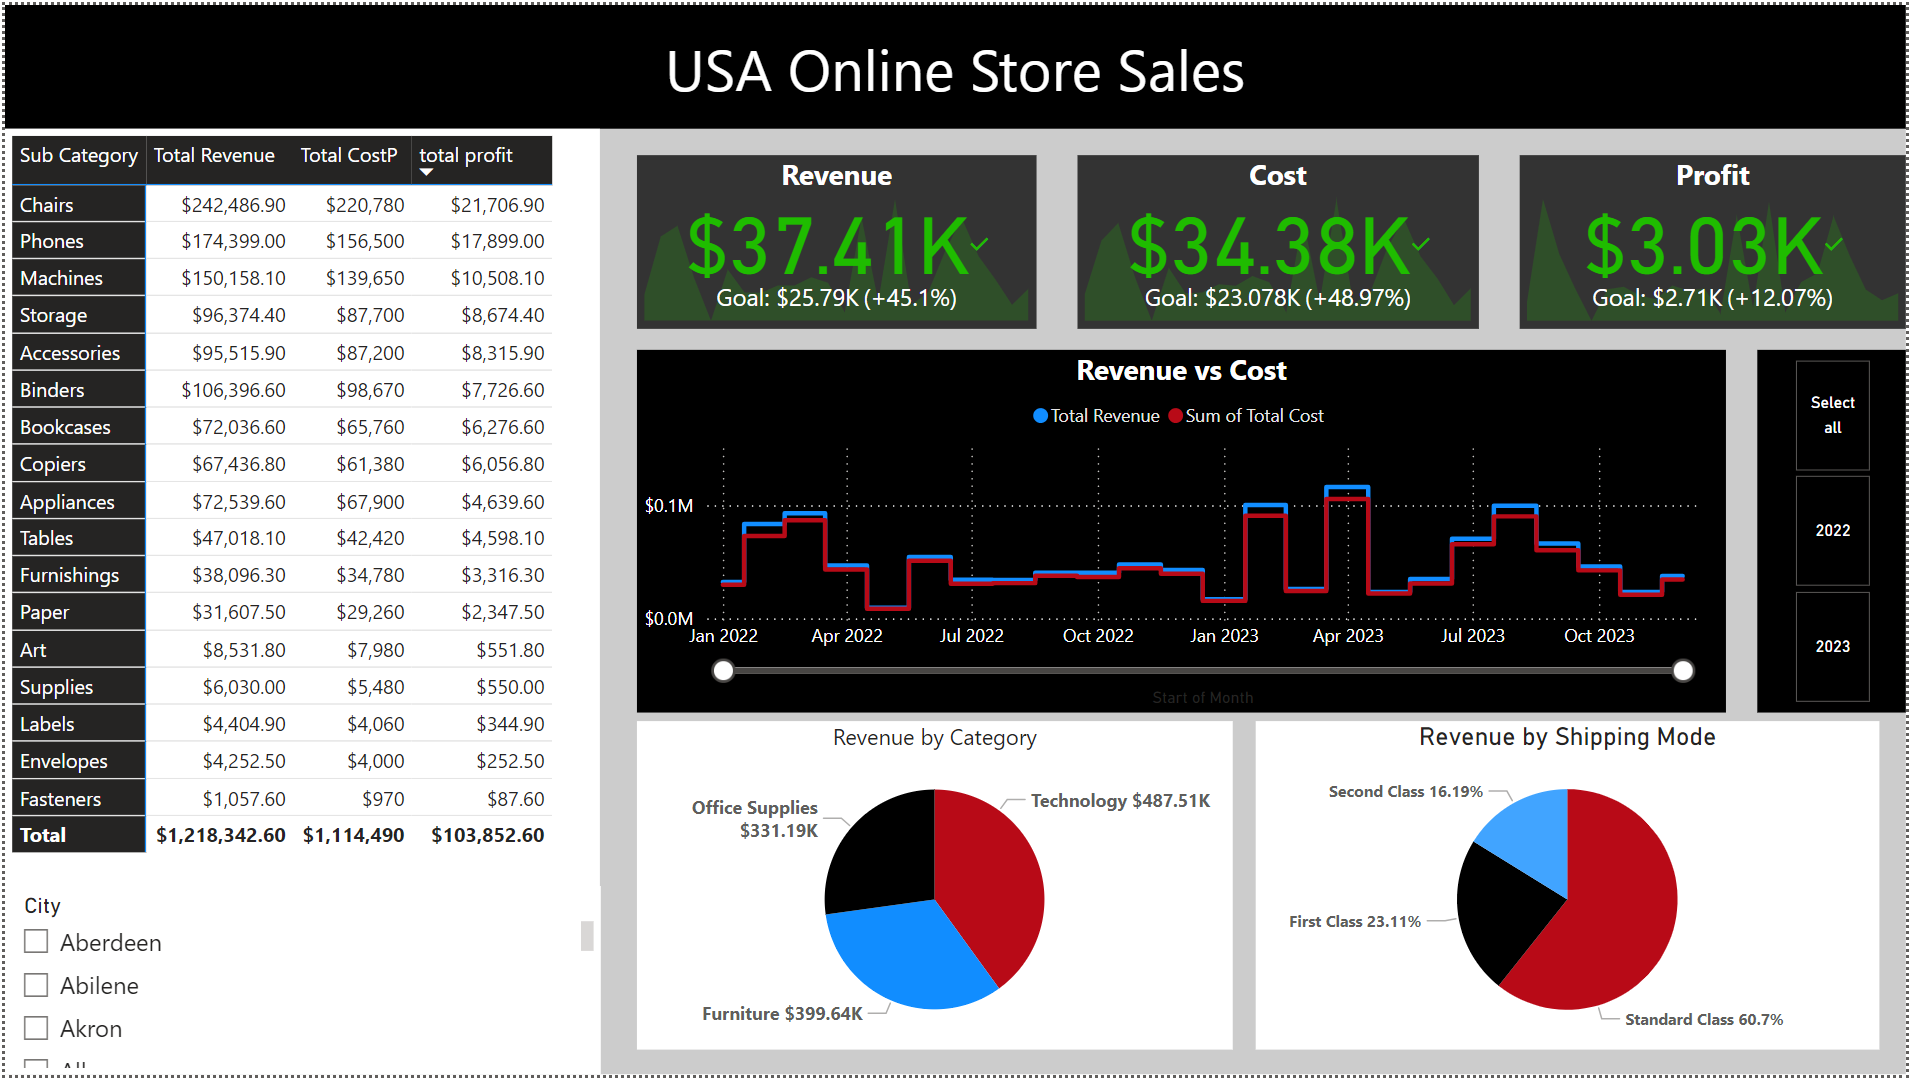 USA Online Store Sales
Sub Category Total Revenue Total CostP total profit
Chairs $242,486.90 $220,780 $21,706.90
Phones $174,399.00 $156,500 $17,899.00
Machines $150,158.10 $139,650 $10,508.10
Storage $96,374.40 $87,700 $8,674.40
Accessories $95,515.90 $87,200 $8,315.90
Binders $106,396.60 $98,670 $7,726.60
Bookcases $72,036.60 $65,760 $6,276.60
Copiers $67,436.80 $61,380 $6,056.80
Appliances $72,539.60 $67,900 $4,639.60
Tables $47,018.10 $42,420 $4,598.10
Furnishings $38,096.30 $34,780 $3,316.30
Paper $31,607.50 $29,260 $2,347.50
Art $8,531.80 $7,980 $551.80
Supplies $6,030.00 $5,480 $550.00
Labels $4,404.90 $4,060 $344.90
Envelopes $4,252.50 $4,000 $252.50
Fasteners $1,057.60 $970 $87.60
Total $1,218,342.60 $1,114,490 $103,852.60
City
Aberdeen
Abilene
Akron
Revenue
$37.41K
Goal: $25.79K (+45.1%)
Cost
$34.38K
Goal: $23.078K (+48.97%)
Profit
$3.03K
Goal: $2.71K (+12.07%)
Revenue vs Cost
Total Revenue Sum of Total Cost
$0.1M
$0.0M
Jan 2022 Apr 2022 Jul 2022 Oct 2022 Jan 2023 Apr 2023 Jul 2023 Oct 2023
Start of Month
Select
all
2022
2023
Revenue by Category
Office Supplies
$331.19K
Technology $487.51K
Furniture $399.64K
Revenue by Shipping Mode
Second Class 16.19%
First Class 23.11%
Standard Class 60.7%